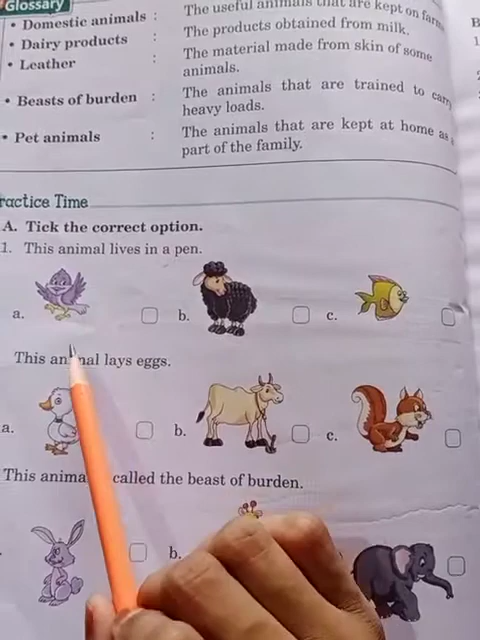 Glossary
• Domestic animals : The useful animals that are kept on farm
• Dairy products : The products obtained from milk.
• Leather : The material made from skin of some
animals.
• Beasts of burden : The animals that are trained to carry
heavy loads.
• Pet animals : The animals that are kept at home as a
part of the family.
ractice Time
A. Tick the correct option.
1. This animal lives in a pen.
a. b. c.
This animal lays eggs.
a. b. c.
This anima called the beast of burden.
b.
B
1